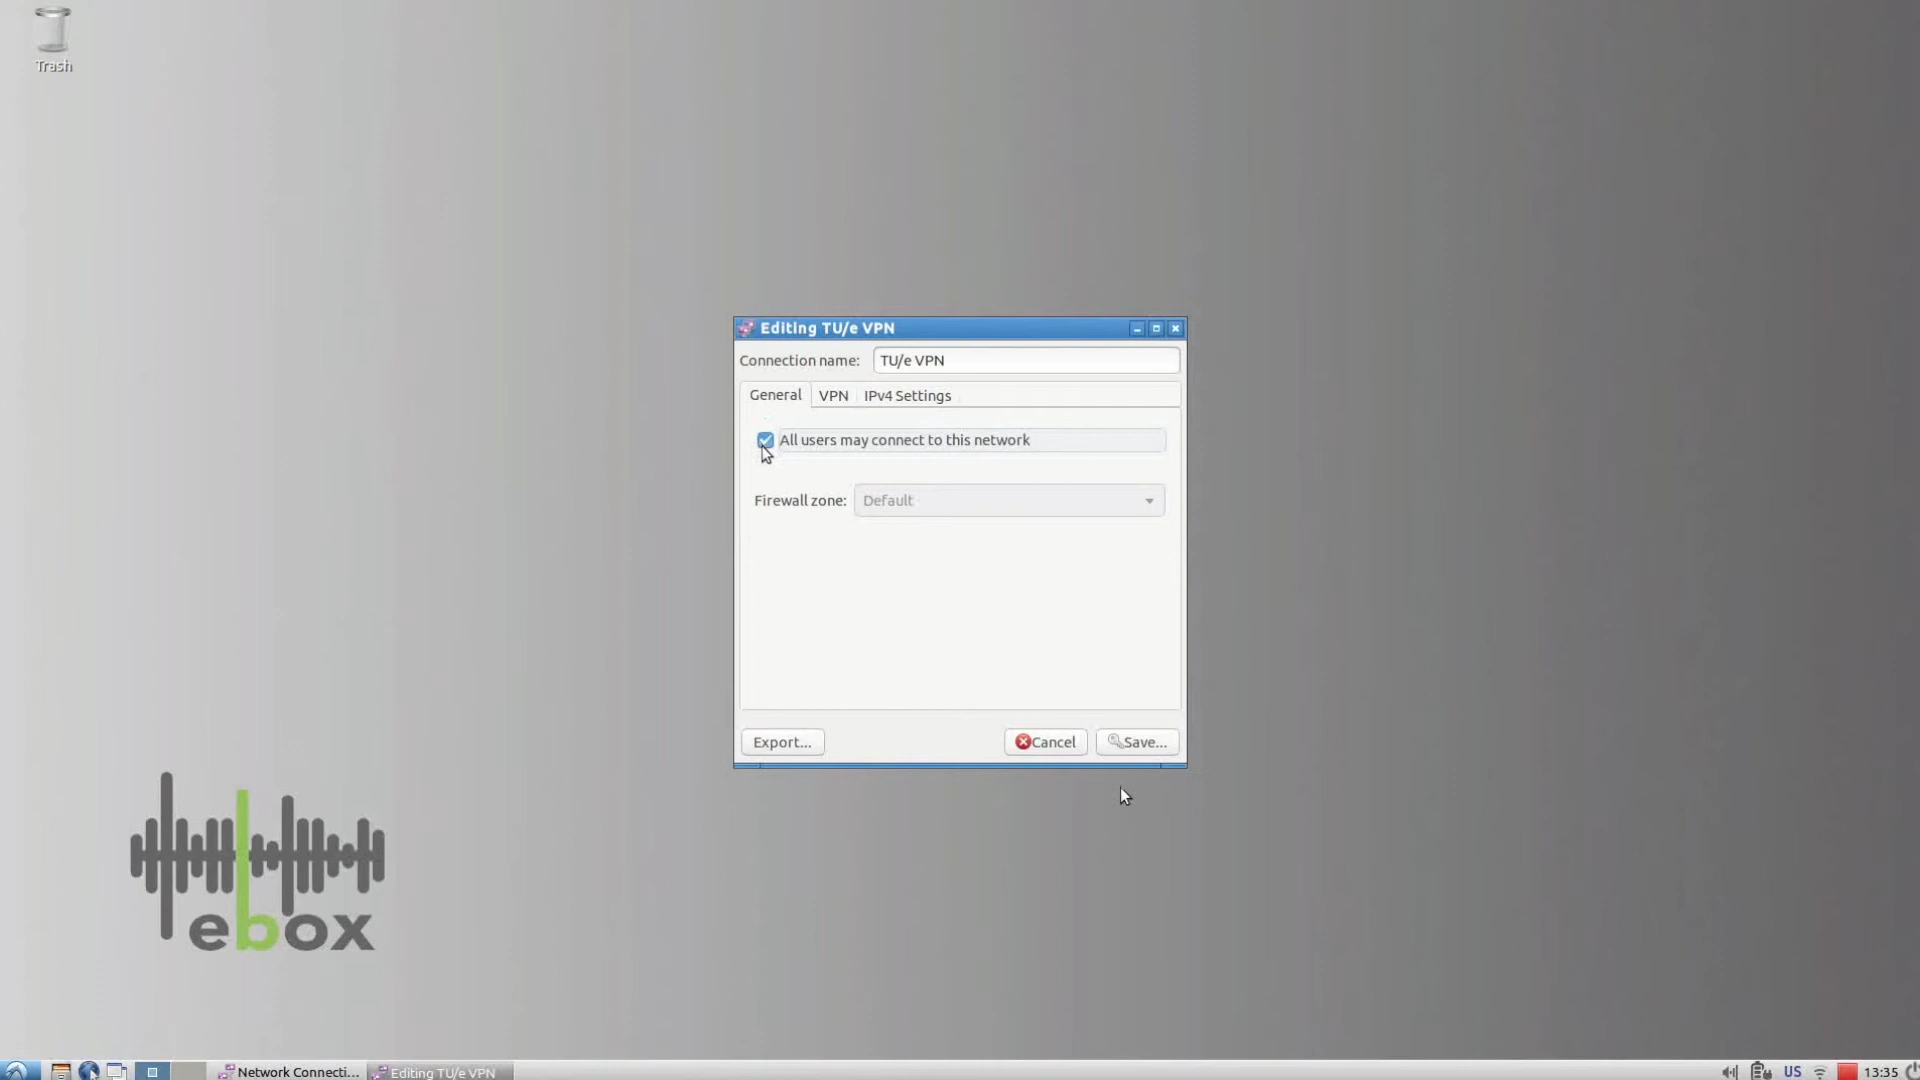 Trash
Editing TU/e VPN
Connection name: TU/e VPN
General VPN IPv4 Settings
All users may connect to this network
Firewall zone: Default
Export... Cancel Save...
ebox
Network Connecti... Editing TU/e VPN US 13:35